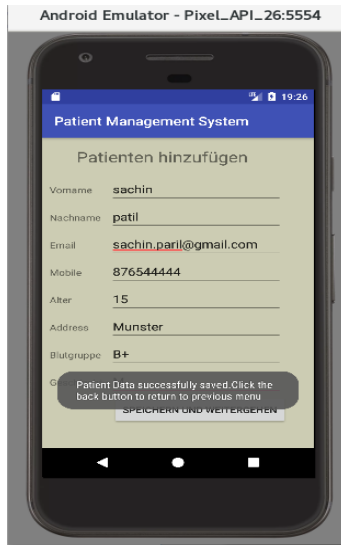 Android Emulator - Pixel_API_26:5554
19:26
Patient Management System
Patienten hinzufügen
Vorname sachin
Nachname patil
Email sachin.paril@gmail.com
Mobile 876544444
Alter 15
Address Munster
Blutgruppe B+
Patient Data successfully saved.Click the
back button to return to previous menu
SPEICHERN UND WEITERGEHEN